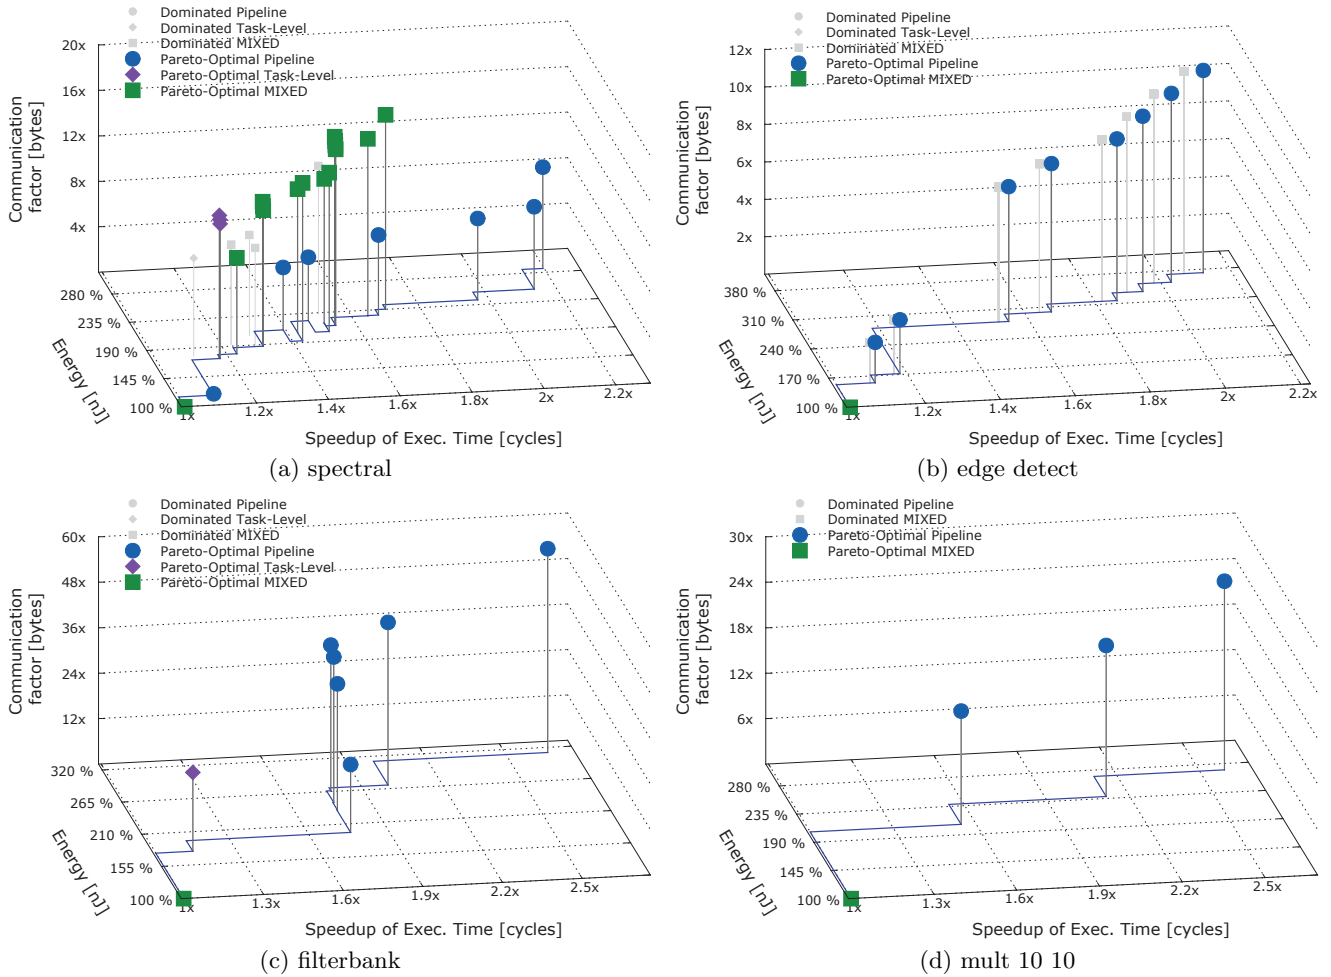 Dominated Pipeline
Dominated Task-Level
Dominated MIXED
Pareto-Optimal Pipeline
Pareto-Optimal Task-Level
Pareto-Optimal MIXED
Communication
factor [bytes]
20x
16x
12x
8x
4x
280 %
235 %
190 %
145 %
100 %
Energy [nJ]
1x
1.2x
1.4x
1.6x
1.8x
2x
2.2x
Speedup of Exec. Time [cycles]
(a) spectral
Dominated Pipeline
Dominated Task-Level
Dominated MIXED
Pareto-Optimal Pipeline
Pareto-Optimal MIXED
Communication
factor [bytes]
12x
10x
8x
6x
4x
2x
380 %
310 %
240 %
170 %
100 %
Energy [nJ]
1x
1.2x
1.4x
1.6x
1.8x
2x
2.2x
Speedup of Exec. Time [cycles]
(b) edge detect
Dominated Pipeline
Dominated Task-Level
Dominated MIXED
Pareto-Optimal Pipeline
Pareto-Optimal Task-Level
Pareto-Optimal MIXED
Communication
factor [bytes]
60x
48x
36x
24x
12x
320 %
265 %
210 %
155 %
100 %
Energy [nJ]
1x
1.3x
1.6x
1.9x
2.2x
2.5x
Speedup of Exec. Time [cycles]
(c) filterbank
Dominated Pipeline
Dominated MIXED
Pareto-Optimal Pipeline
Pareto-Optimal MIXED
Communication
factor [bytes]
30x
24x
18x
12x
6x
280 %
235 %
190 %
145 %
100 %
Energy [nJ]
1x
1.3x
1.6x
1.9x
2.2x
2.5x
Speedup of Exec. Time [cycles]
(d) mult 10 10